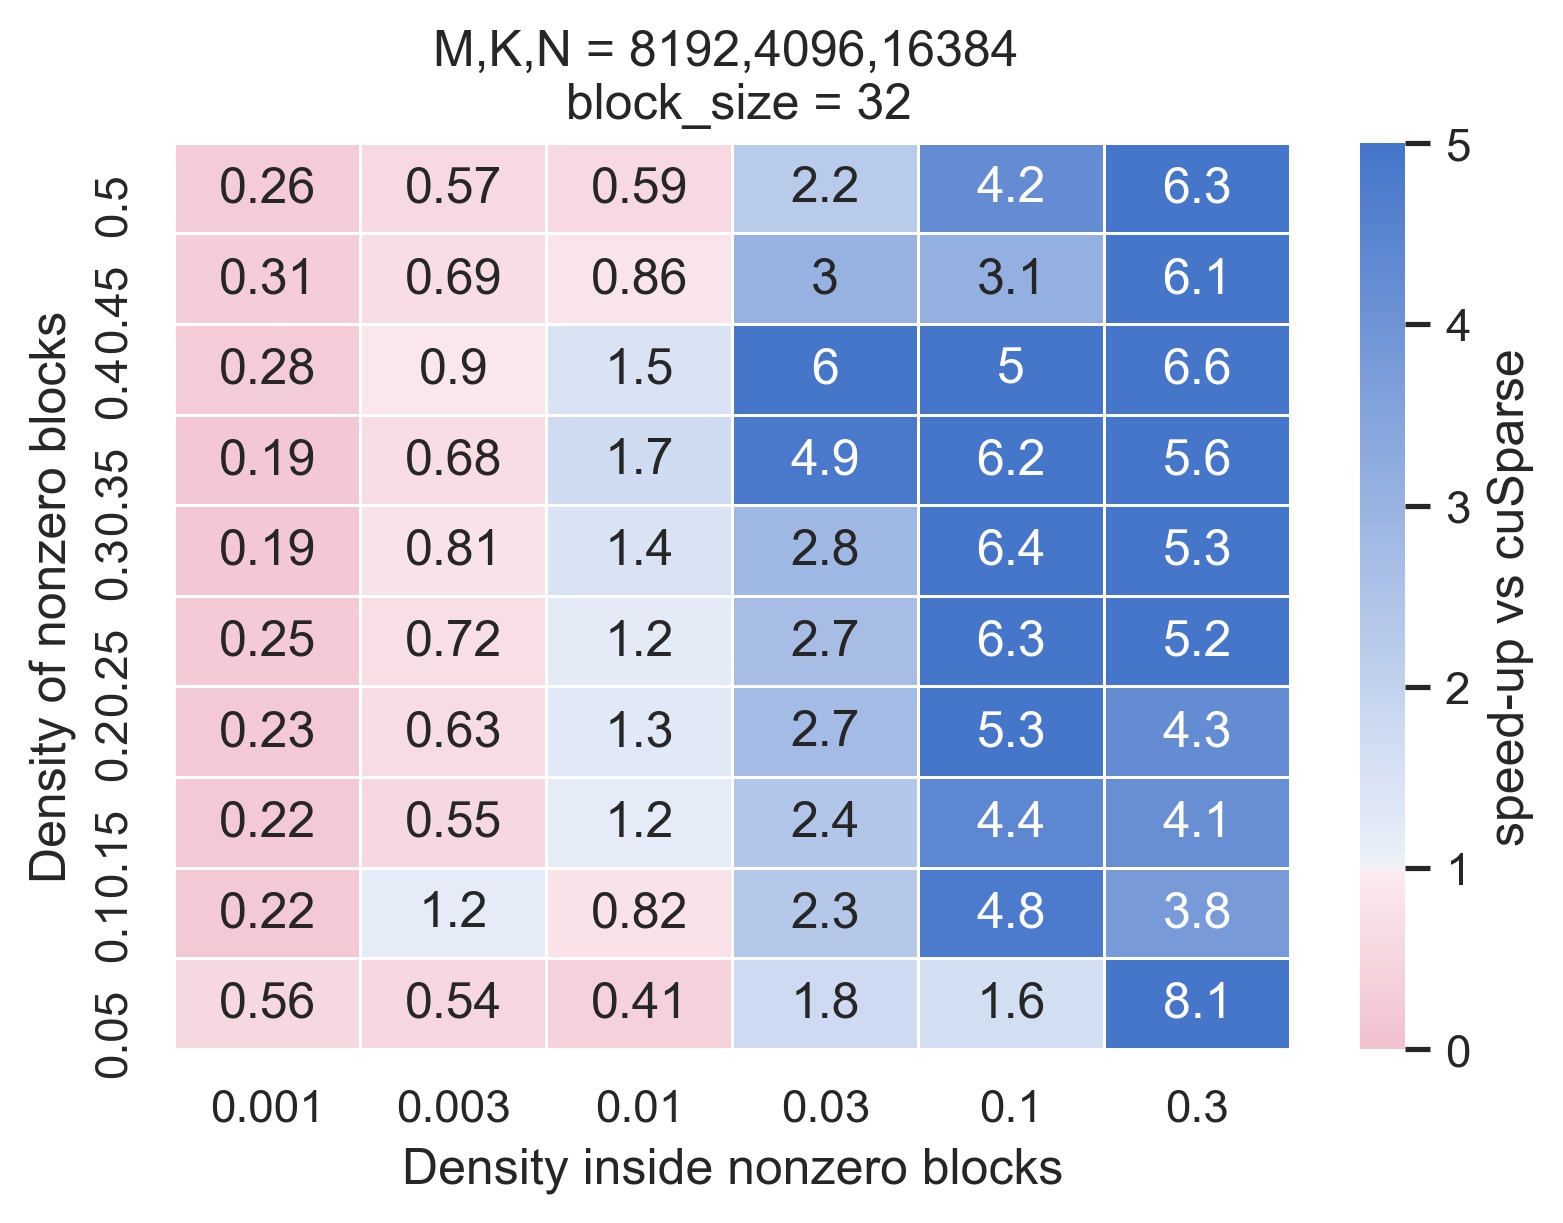 M,K,N = 8192,4096,16384
block_size = 32
Density of nonzero blocks
0.5 0.26 0.57 0.59 2.2 4.2 6.3
0.45 0.31 0.69 0.86 3 3.1 6.1
0.4 0.28 0.9 1.5 6 5 6.6
0.35 0.19 0.68 1.7 4.9 6.2 5.6
0.3 0.19 0.81 1.4 2.8 6.4 5.3
0.25 0.25 0.72 1.2 2.7 6.3 5.2
0.2 0.23 0.63 1.3 2.7 5.3 4.3
0.15 0.22 0.55 1.2 2.4 4.4 4.1
0.1 0.22 1.2 0.82 2.3 4.8 3.8
0.05 0.56 0.54 0.41 1.8 1.6 8.1
0.001 0.003 0.01 0.03 0.1 0.3
Density inside nonzero blocks
5
4
3
2
1
0
speed-up vs cuSparse